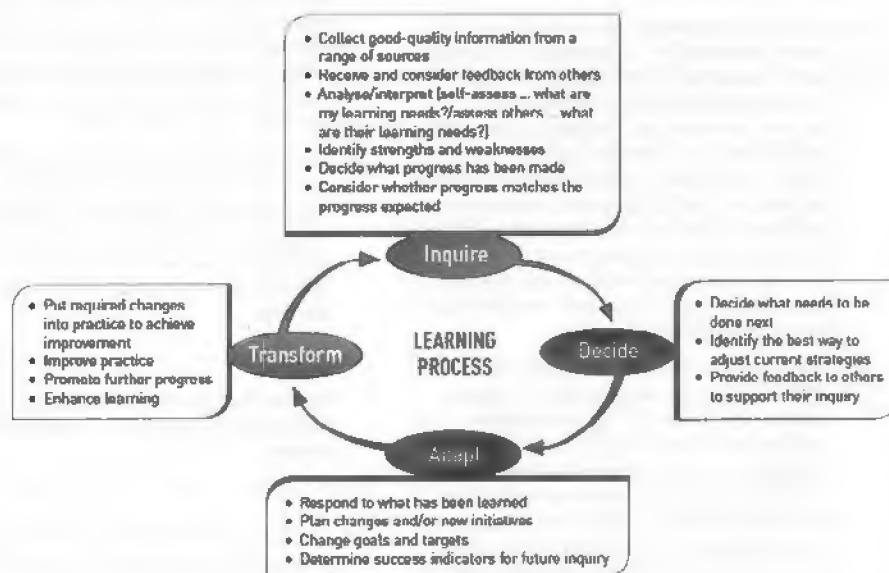 • Collect good-quality information from a
range of sources
• Receive and consider feedback from others
• Analyse/interpret (self-assess ... what are
my learning needs?/assess others ... what
are their learning needs?)
• Identify strengths and weaknesses
• Decide what progress has been made
• Consider whether progress matches the
progress expected
Inquire
• Decide what needs to be
done next
• Identify the best way to
adjust current strategies
• Provide feedback to others
to support their inquiry
Decide
LEARNING
PROCESS
Adapt
• Respond to what has been learned
• Plan changes and/or new initiatives
• Change goals and targets
• Determine success indicators for future inquiry
Transform
• Put required changes
into practice to achieve
improvement
• Improve practice
• Promote further progress
• Enhance learning